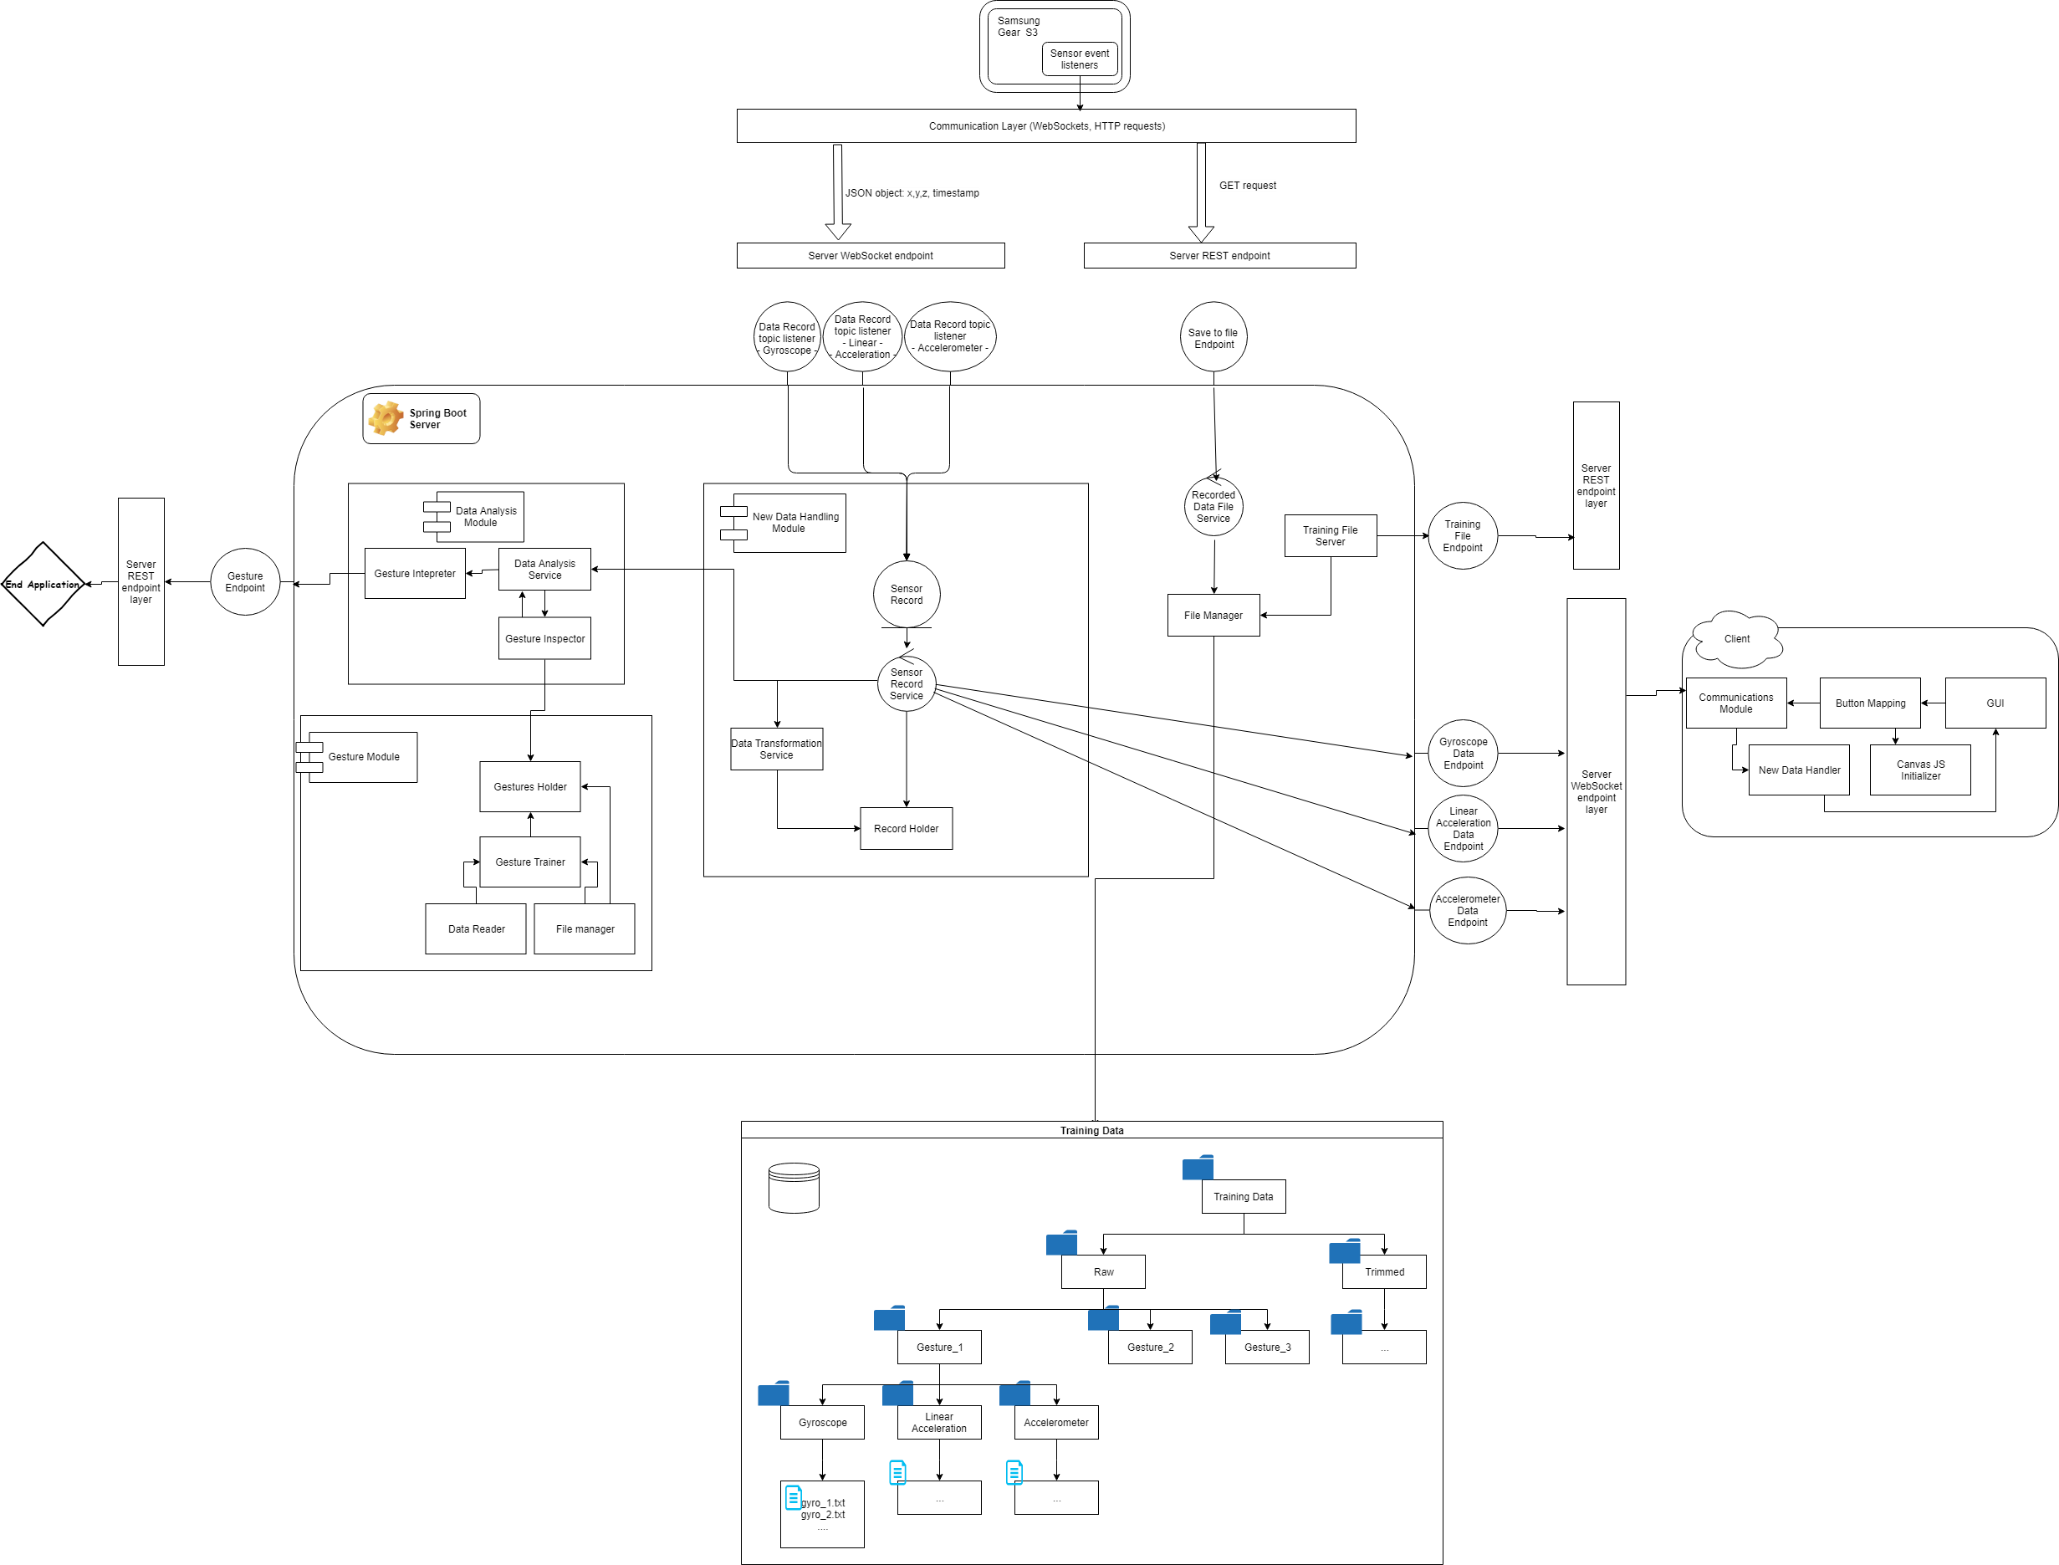 Samsung
Gear  S3
Sensor event
listeners
Communication Layer (WebSockets, HTTP requests)
JSON object: x,y,z, timestamp
GET request
Server WebSocket endpoint
Server REST endpoint
Data Record
topic listener
- Gyroscope -
Data Record
topic listener
- Linear -
- Acceleration -
Data Record topic
listener
- Accelerometer -
Save to file
Endpoint
Spring Boot
Server
Data Analysis
Module
Gesture Intepreter
Data Analysis
Service
Gesture Inspector
New Data Handling
Module
Sensor
Record
Sensor
Record
Service
Data Transformation
Service
Record Holder
Recorded
Data File
Service
Training File
Server
File Manager
Training
File
Endpoint
Server
REST
endpoint
layer
End Application
Server
REST
endpoint
layer
Gesture
Endpoint
Gesture Module
Gestures Holder
Gesture Trainer
Data Reader
File manager
Gyroscope
Data
Endpoint
Linear
Acceleration
Data
Endpoint
Accelerometer
Data
Endpoint
Server
WebSocket
endpoint
layer
Client
Communications
Module
Button Mapping
GUI
New Data Handler
Canvas JS
Initializer
Training Data
Training Data
Raw
Trimmed
Gesture_1
Gesture_2
Gesture_3
...
Gyroscope
Linear
Acceleration
Accelerometer
gyro_1.txt
gyro_2.txt
....
...
...